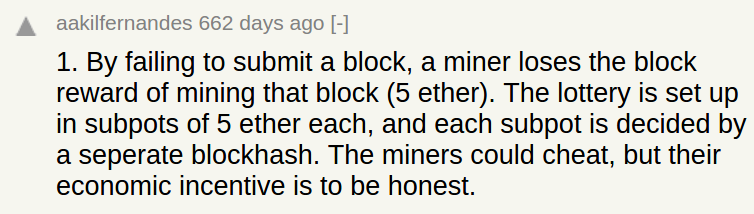 aakilfernandes 662 days ago [-]
1. By failing to submit a block, a miner loses the block
reward of mining that block (5 ether). The lottery is set up
in subpots of 5 ether each, and each subpot is decided by
a seperate blockhash. The miners could cheat, but their
economic incentive is to be honest.